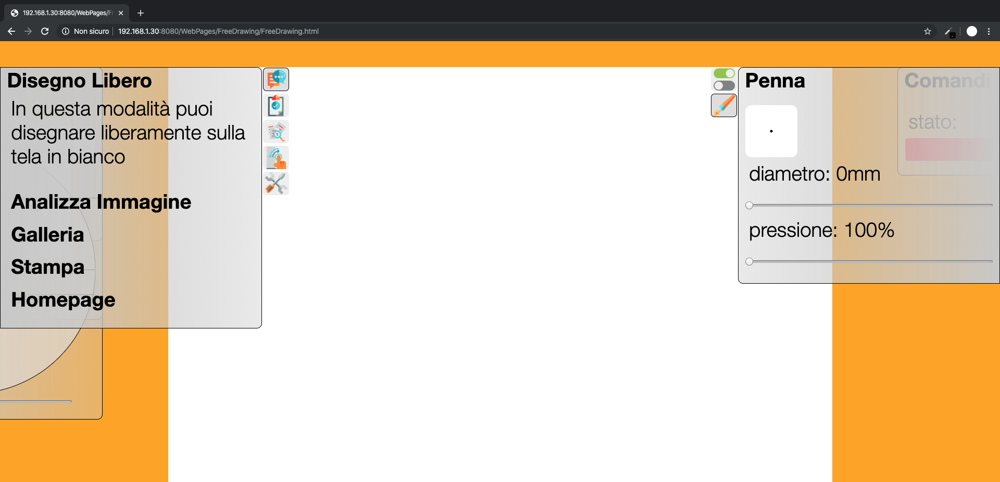 192.168.1.30:8080/WebPages/Fr
Non sicuro
192.168.1.30:8080/WebPages/FreeDrawing/FreeDrawing.html
Disegno Libero
In questa modalità puoi
disegnare liberamente sulla
tela in bianco
Analizza Immagine
Galleria
Stampa
Homepage
Penna
diametro: 0mm
pressione: 100%
Comandi
stato: